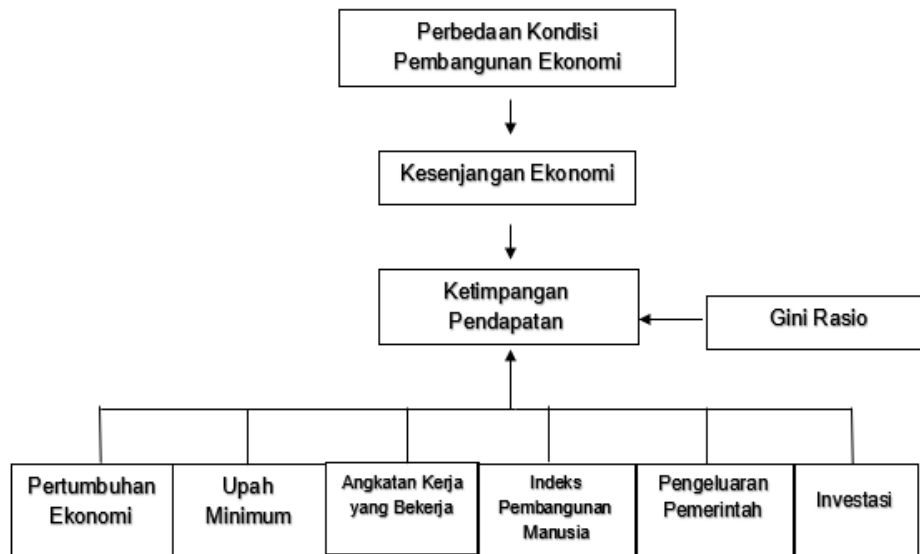 Perbedaan Kondisi
Pembangunan Ekonomi
Kesenjangan Ekonomi
Ketimpangan
Pendapatan
Gini Rasio
Pertumbuhan
Ekonomi
Upah
Minimum
Angkatan Kerja
yang Bekerja
Indeks
Pembangunan
Manusia
Pengeluaran
Pemerintah
Investasi